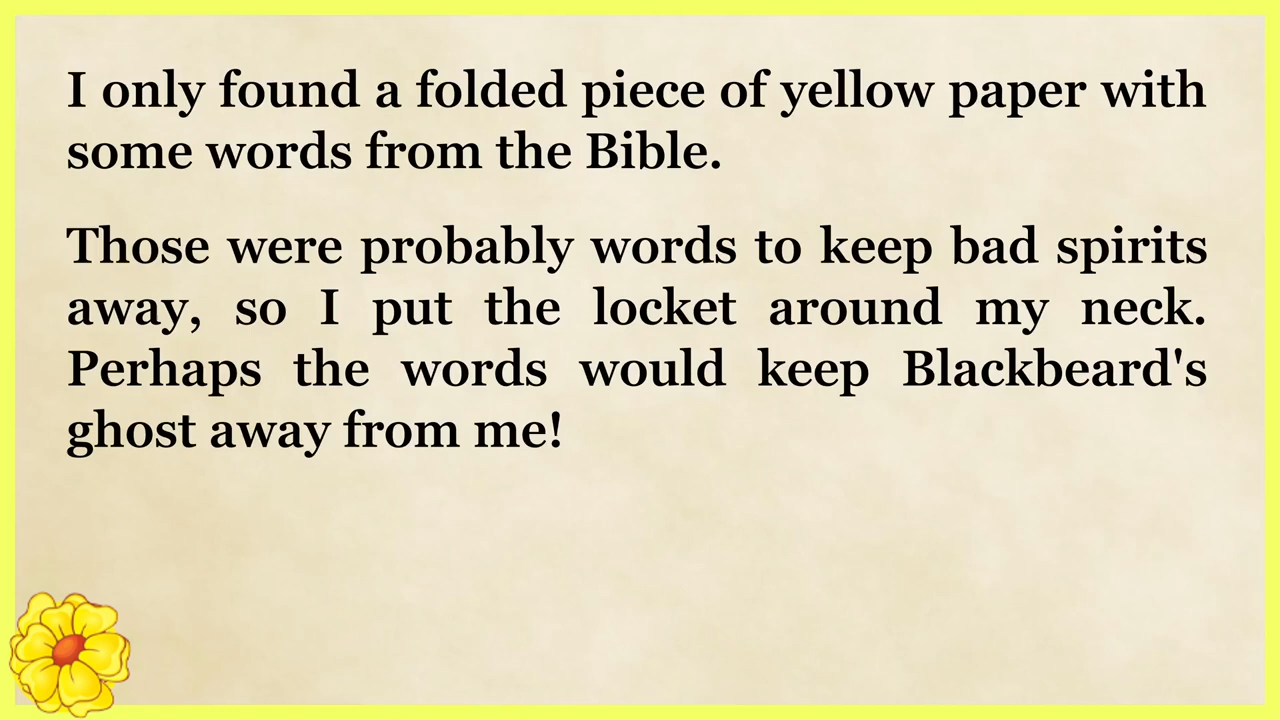 I only found a folded piece of yellow paper with
some words from the Bible.
Those were probably words to keep bad spirits
away, so I put the locket around my neck.
Perhaps the words would keep Blackbeard's
ghost away from me!